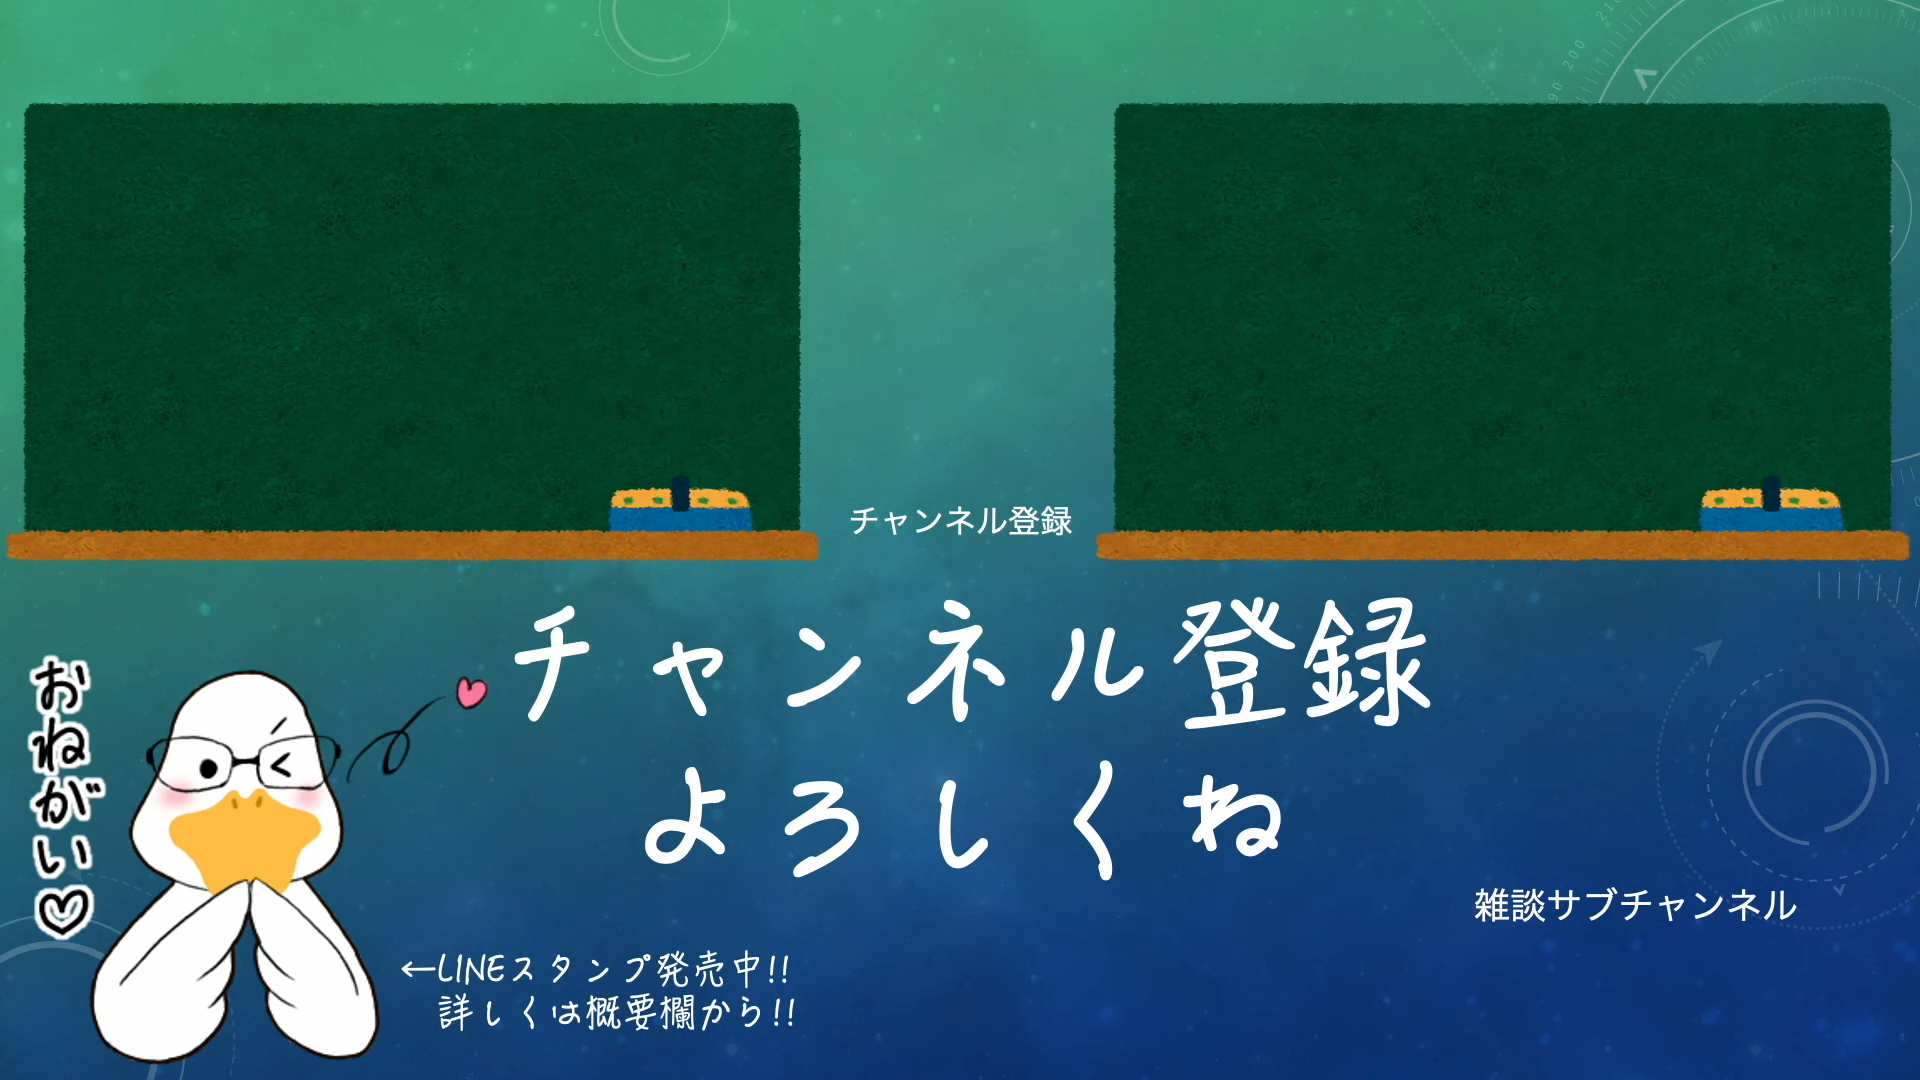 チャンネル登録
チャンネル登録
よろしくね
おねがい♡
雑談サブチャンネル
←LINEスタンプ発売中!!
詳しくは概要欄から!!
200